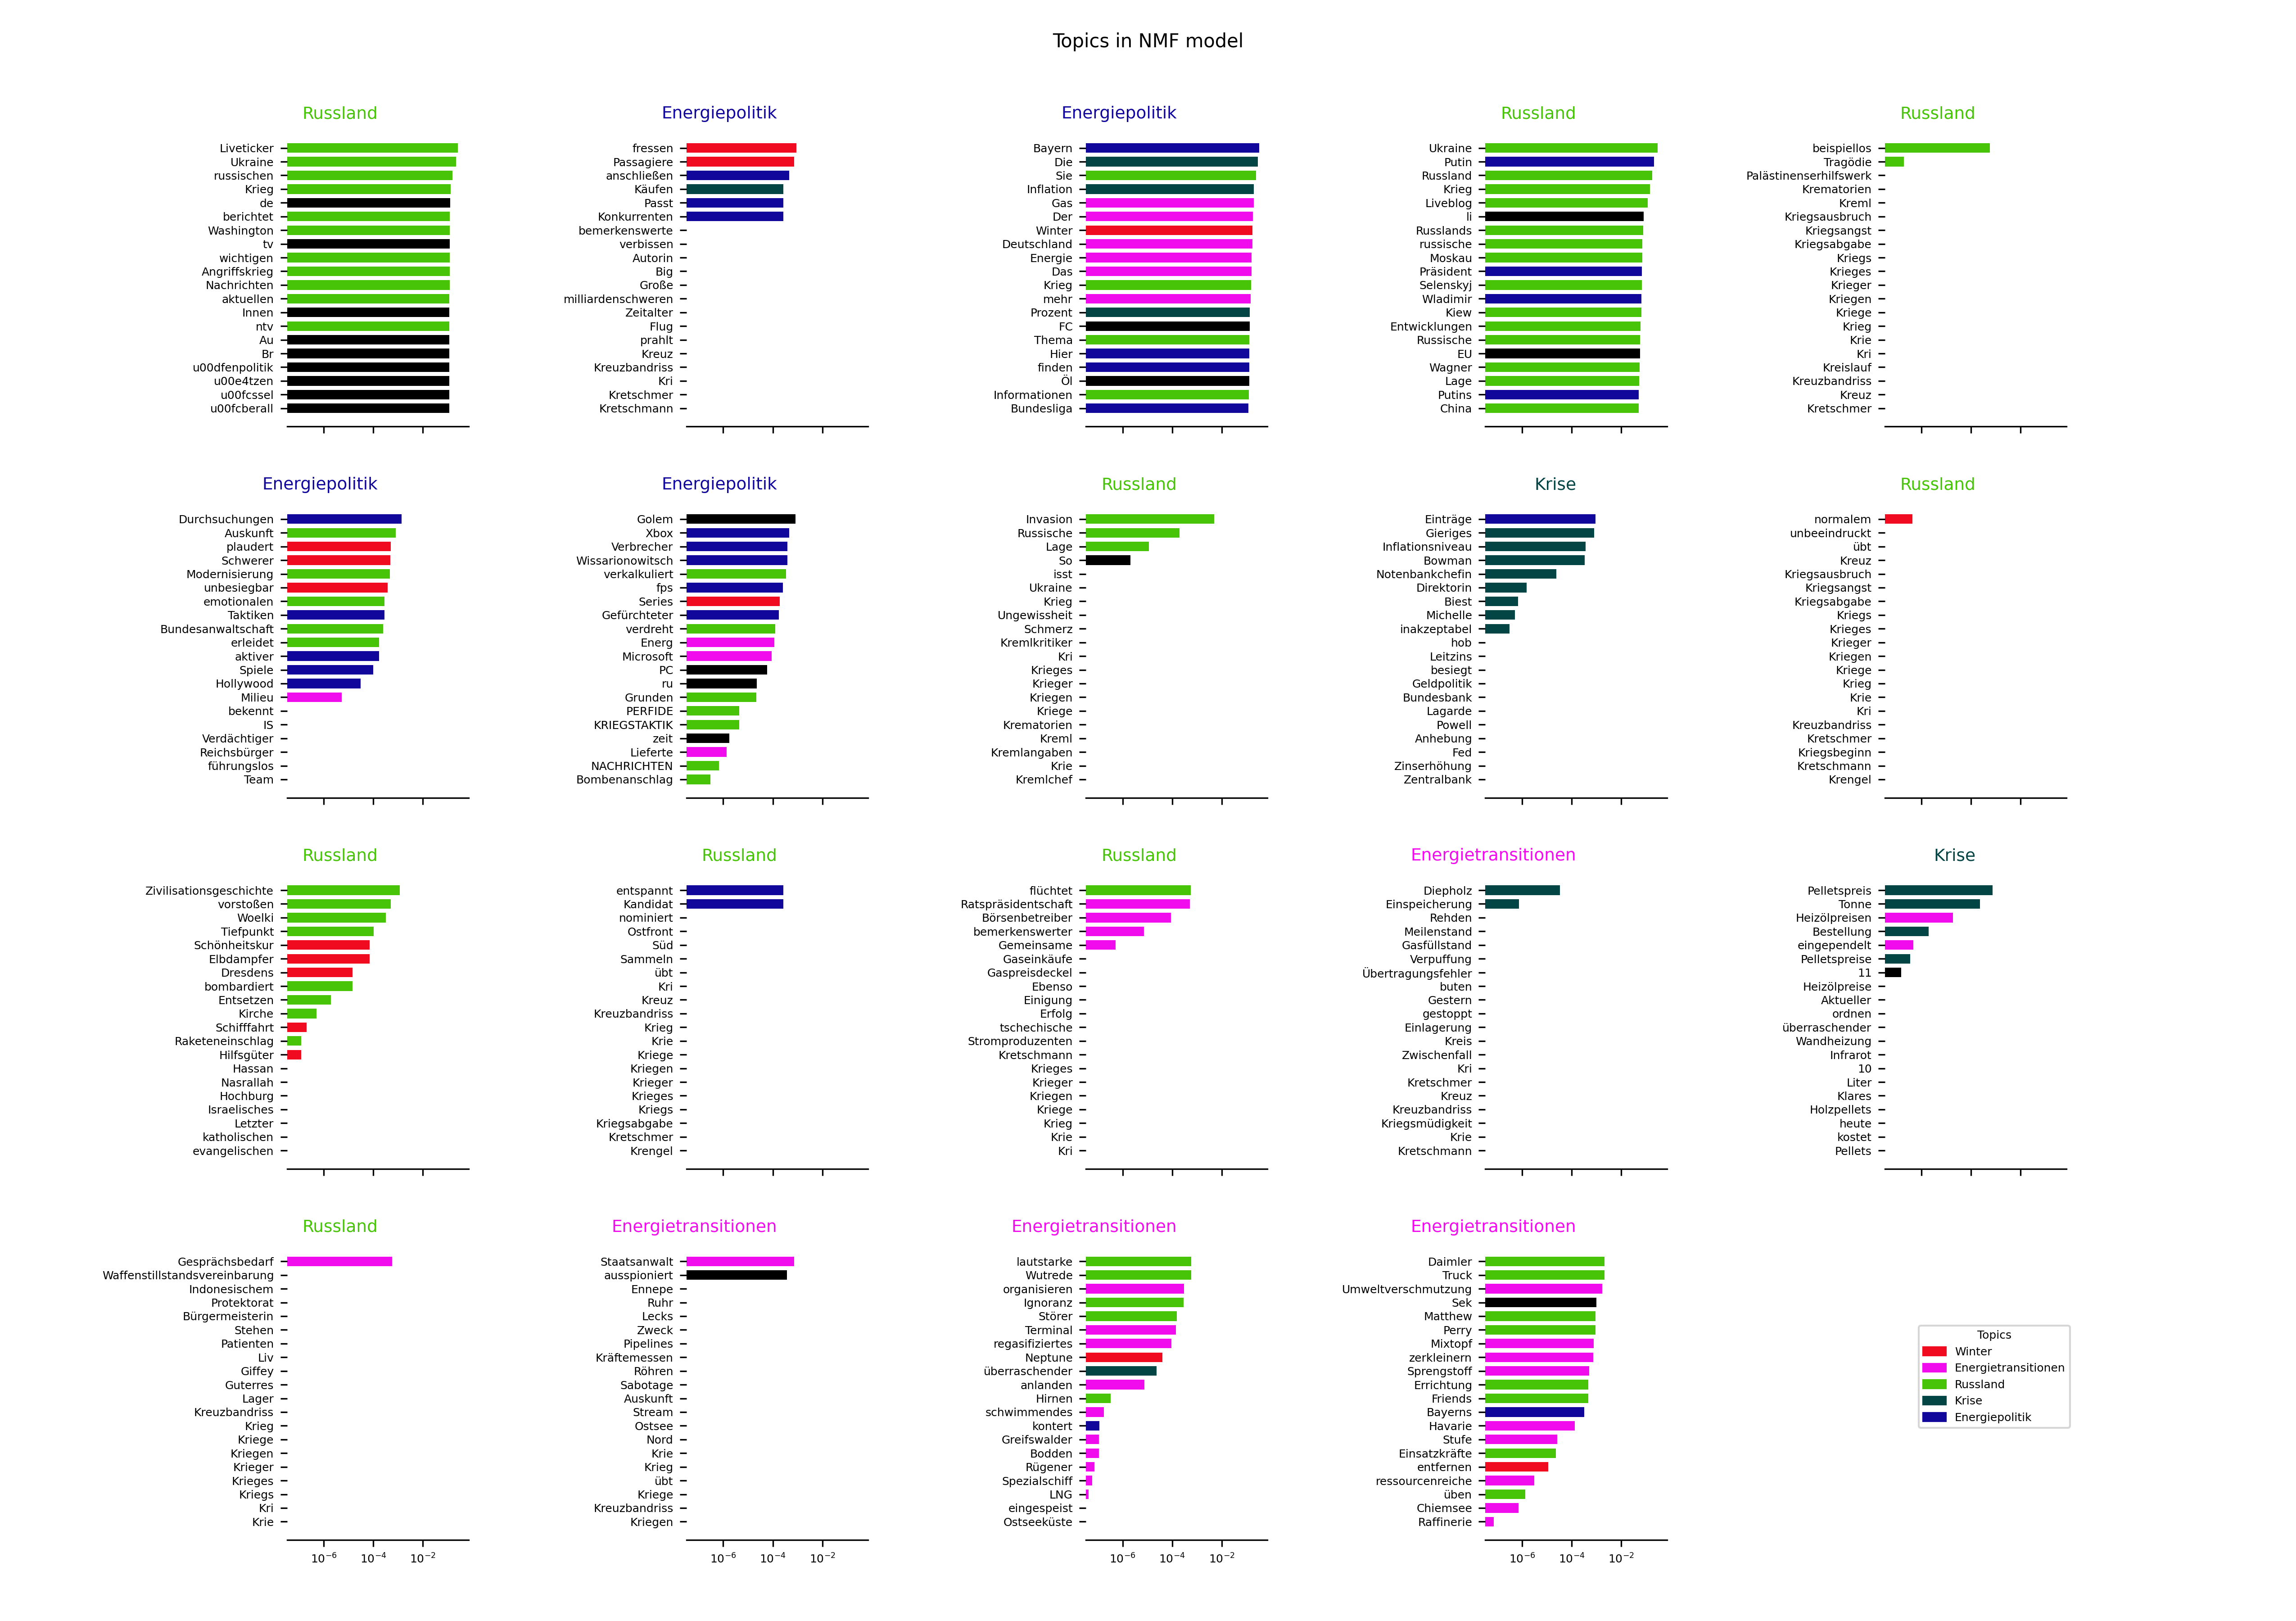 Topics in NMF model
Russland
Liveticker
Ukraine
russischen
Krieg
de
berichtet
Washington
tv
wichtigen
Angriffskrieg
Nachrichten
aktuellen
Innen
ntv
Au
Br
u00dfenpolitik
u00e4tzen
u00fcssel
u00fcberall
Energiepolitik
fressen
Passagiere
anschließen
Käufen
Passt
Konkurrenten
bemerkenswerte
verbissen
Autorin
Big
Große
milliardenschweren
Zeitalter
Flug
prahlt
Kreuz
Kreuzbandriss
Kri
Kretschmer
Kretschmann
Energiepolitik
Bayern
Die
Sie
Inflation
Gas
Der
Winter
Deutschland
Energie
Das
Krieg
mehr
Prozent
FC
Thema
Hier
finden
Öl
Informationen
Bundesliga
Russland
Ukraine
Putin
Russland
Krieg
Liveblog
li
Russlands
russische
Moskau
Präsident
Selenskyj
Wladimir
Kiew
Entwicklungen
Russische
EU
Wagner
Lage
Putins
China
Russland
beispiellos
Tragödie
Palästinenserhilfswerk
Krematorien
Kreml
Kriegsausbruch
Kriegsangst
Kriegsabgabe
Kriegs
Krieges
Krieger
Kriegen
Kriege
Krieg
Krie
Kri
Kreislauf
Kreuzbandriss
Kreuz
Kretschmer
Energiepolitik
Durchsuchungen
Auskunft
plaudert
Schwerer
Modernisierung
unbesiegbar
emotionalen
Taktiken
Bundesanwaltschaft
erleidet
aktiver
Spiele
Hollywood
Milieu
bekennt
IS
Verdächtiger
Reichsbürger
führungslos
Team
Energiepolitik
Golem
Xbox
Verbrecher
Wissarionowitsch
verkalkuliert
fps
Series
Gefürchteter
verdreht
Energ
Microsoft
PC
ru
Grunden
PERFIDE
KRIEGSTAKTIK
zeit
Lieferte
NACHRICHTEN
Bombenanschlag
Russland
Invasion
Russische
Lage
So
isst
Ukraine
Krieg
Ungewissheit
Schmerz
Kremlkritiker
Kri
Krieges
Krieger
Kriegen
Kriege
Krematorien
Kreml
Kremlangaben
Krie
Kremlchef
Krise
Einträge
Gieriges
Inflationsniveau
Bowman
Notenbankchefin
Direktorin
Biest
Michelle
inakzeptabel
hob
Leitzins
besiegt
Geldpolitik
Bundesbank
Lagarde
Powell
Anhebung
Fed
Zinserhöhung
Zentralbank
Russland
normalem
unbeeindruckt
übt
Kreuz
Kriegsausbruch
Kriegsangst
Kriegsabgabe
Kriegs
Krieges
Krieger
Kriegen
Kriege
Krieg
Krie
Kri
Kreuzbandriss
Kretschmer
Kriegsbeginn
Kretschmann
Krengel
Russland
Zivilisationsgeschichte
vorstoßen
Woelki
Tiefpunkt
Schönheitskur
Elbdampfer
Dresdens
bombardiert
Entsetzen
Kirche
Schifffahrt
Raketeneinschlag
Hilfsgüter
Hassan
Nasrallah
Hochburg
Israelisches
Letzter
katholischen
evangelischen
Russland
entspannt
Kandidat
nominiert
Ostfront
Süd
Sammeln
übt
Kri
Kreuz
Kreuzbandriss
Krieg
Krie
Kriege
Kriegen
Krieger
Krieges
Kriegs
Kriegsabgabe
Kretschmer
Krengel
Russland
flüchtet
Ratspräsidentschaft
Börsenbetreiber
bemerkenswerter
Gemeinsame
Gaseinkäufe
Gaspreisdeckel
Ebenso
Einigung
Erfolg
tschechische
Stromproduzenten
Kretschmann
Krieges
Krieger
Kriegen
Kriege
Krieg
Krie
Kri
Energietransitionen
Diepholz
Einspeicherung
Rehden
Meilenstand
Gasfüllstand
Verpuffung
Übertragungsfehler
buten
Gestern
gestoppt
Einlagerung
Kreis
Zwischenfall
Kri
Kretschmer
Kreuz
Kreuzbandriss
Kriegsmüdigkeit
Krie
Kretschmann
Krise
Pelletspreis
Tonne
Heizölpreisen
Bestellung
eingependelt
Pelletspreise
11
Heizölpreise
Aktueller
ordnen
überraschender
Wandheizung
Infrarot
10
Liter
Klares
Holzpellets
heute
kostet
Pellets
Russland
Gesprächsbedarf
Waffenstillstandsvereinbarung
Indonesischem
Protektorat
Bürgermeisterin
Stehen
Patienten
Liv
Giffey
Guterres
Lager
Kreuzbandriss
Krieg
Kriege
Kriegen
Krieger
Krieges
Kriegs
Kri
Krie
10⁻⁶ 10⁻⁴ 10⁻²
Energietransitionen
Staatsanwalt
ausspioniert
Ennepe
Ruhr
Lecks
Zweck
Pipelines
Kräftemessen
Röhren
Sabotage
Auskunft
Stream
Ostsee
Nord
Krie
Krieg
übt
Kriege
Kreuzbandriss
Kriegen
10⁻⁶ 10⁻⁴ 10⁻²
Energietransitionen
lautstarke
Wutrede
organisieren
Ignoranz
Störer
Terminal
regasifiziertes
Neptune
überraschender
anlanden
Hirnen
schwimmendes
kontert
Greifswalder
Bodden
Rügener
Spezialschiff
LNG
eingespeist
Ostseeküste
10⁻⁶ 10⁻⁴ 10⁻²
Energietransitionen
Daimler
Truck
Umweltverschmutzung
Sek
Matthew
Perry
Mixtopf
zerkleinern
Sprengstoff
Errichtung
Friends
Bayerns
Havarie
Stufe
Einsatzkräfte
entfernen
ressourcenreiche
üben
Chiemsee
Raffinerie
10⁻⁶ 10⁻⁴ 10⁻²
Topics
Winter
Energietransitionen
Russland
Krise
Energiepolitik